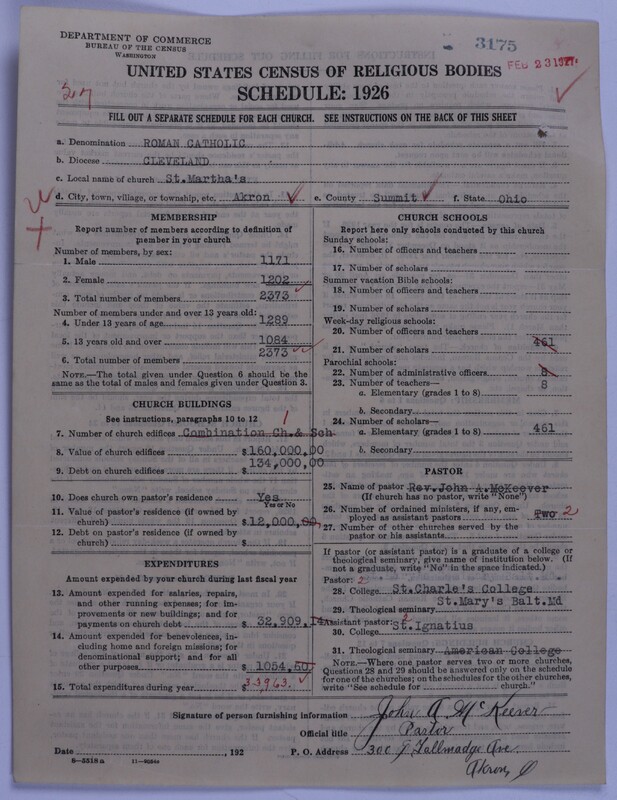 DEPARTMENT OF COMMERCE
BUREAU OF THE CENSUS
WASHINGTON
3175
FEB 23 1927
UNITED STATES CENSUS OF RELIGIOUS BODIES
SCHEDULE: 1926
FILL OUT A SEPARATE SCHEDULE FOR EACH CHURCH. SEE INSTRUCTIONS ON THE BACK OF THIS SHEET
a. Denomination ROMAN CATHOLIC
b. Diocese CLEVELAND
c. Local name of church St.Martha's
d. City, town, village, or township, etc. Akron e. County Summit f. State Ohio
MEMBERSHIP
Report number of members according to definition of
member in your church
Number of members, by sex:
1. Male 1171
2. Female 1202
3. Total number of members 2373
Number of members under and over 13 years old:
4. Under 13 years of age 1289
5. 13 years old and over 1084
6. Total number of members 2373
NOTE.—The total given under Question 6 should be the
same as the total of males and females given under Question 3.
CHURCH BUILDINGS
See instructions, paragraphs 10 to 12
1
7. Number of church edifices Combination Ch.& Sch
8. Value of church edifices $160,000,00
9. Debt on church edifices $134,000,00
10. Does church own pastor's residence Yes
Yes or No
11. Value of pastor's residence (if owned by
church) $12,000,00
12. Debt on pastor's residence (if owned by
church) $
EXPENDITURES
Amount expended by your church during last fiscal year
13. Amount expended for salaries, repairs,
and other running expenses; for im-
provements or new buildings; and for
payments on church debt $ 32,909,14
14. Amount expended for benevolences, in-
cluding home and foreign missions; for
denominational support; and for all
other purposes $ 1054,50
15. Total expenditures during year $33963.
CHURCH SCHOOLS
Report here only schools conducted by this church
Sunday schools:
16. Number of officers and teachers
17. Number of scholars
Summer vacation Bible schools:
18. Number of officers and teachers
19. Number of scholars
Week-day religious schools:
20. Number of officers and teachers
21. Number of scholars 461
Parochial schools:
22. Number of administrative officers 8
23. Number of teachers—
a. Elementary (grades 1 to 8) 8
b. Secondary
24. Number of scholars—
a. Elementary (grades 1 to 8) 461
b. Secondary
PASTOR
25. Name of pastor Rev.John A.McKeever
(If church has no pastor, write "None")
26. Number of ordained ministers, if any, em-
ployed as assistant pastors Two 2
27. Number of other churches served by the
pastor or his assistants
If pastor (or assistant pastor) is a graduate of a college or
theological seminary, give name of institution below. (If
not a graduate, write "No" in the space indicated.)
Pastor: 2
28. College St.Charle's College
29. Theological seminary St.Mary's Balt.Md
Assistant pastor:
30. College St.Ignatius
31. Theological seminary American College
NOTE.—Where one pastor serves two or more churches,
Questions 28 and 29 should be answered only on the schedule
for one of the churches; on the schedules for the other churches,
write "See schedule for church."
Signature of person furnishing information John A. McKeever
Official title Pastor
Date , 192 P. O. Address 300 E Tallmadge Ave.
Akron, O
8—5518a 11—9054a